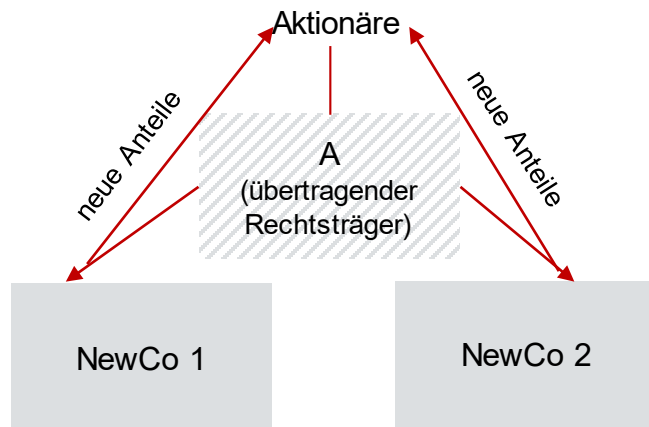 Aktionäre
neue Anteile
neue Anteile
A
(übertragender
Rechtsträger)
NewCo 1
NewCo 2